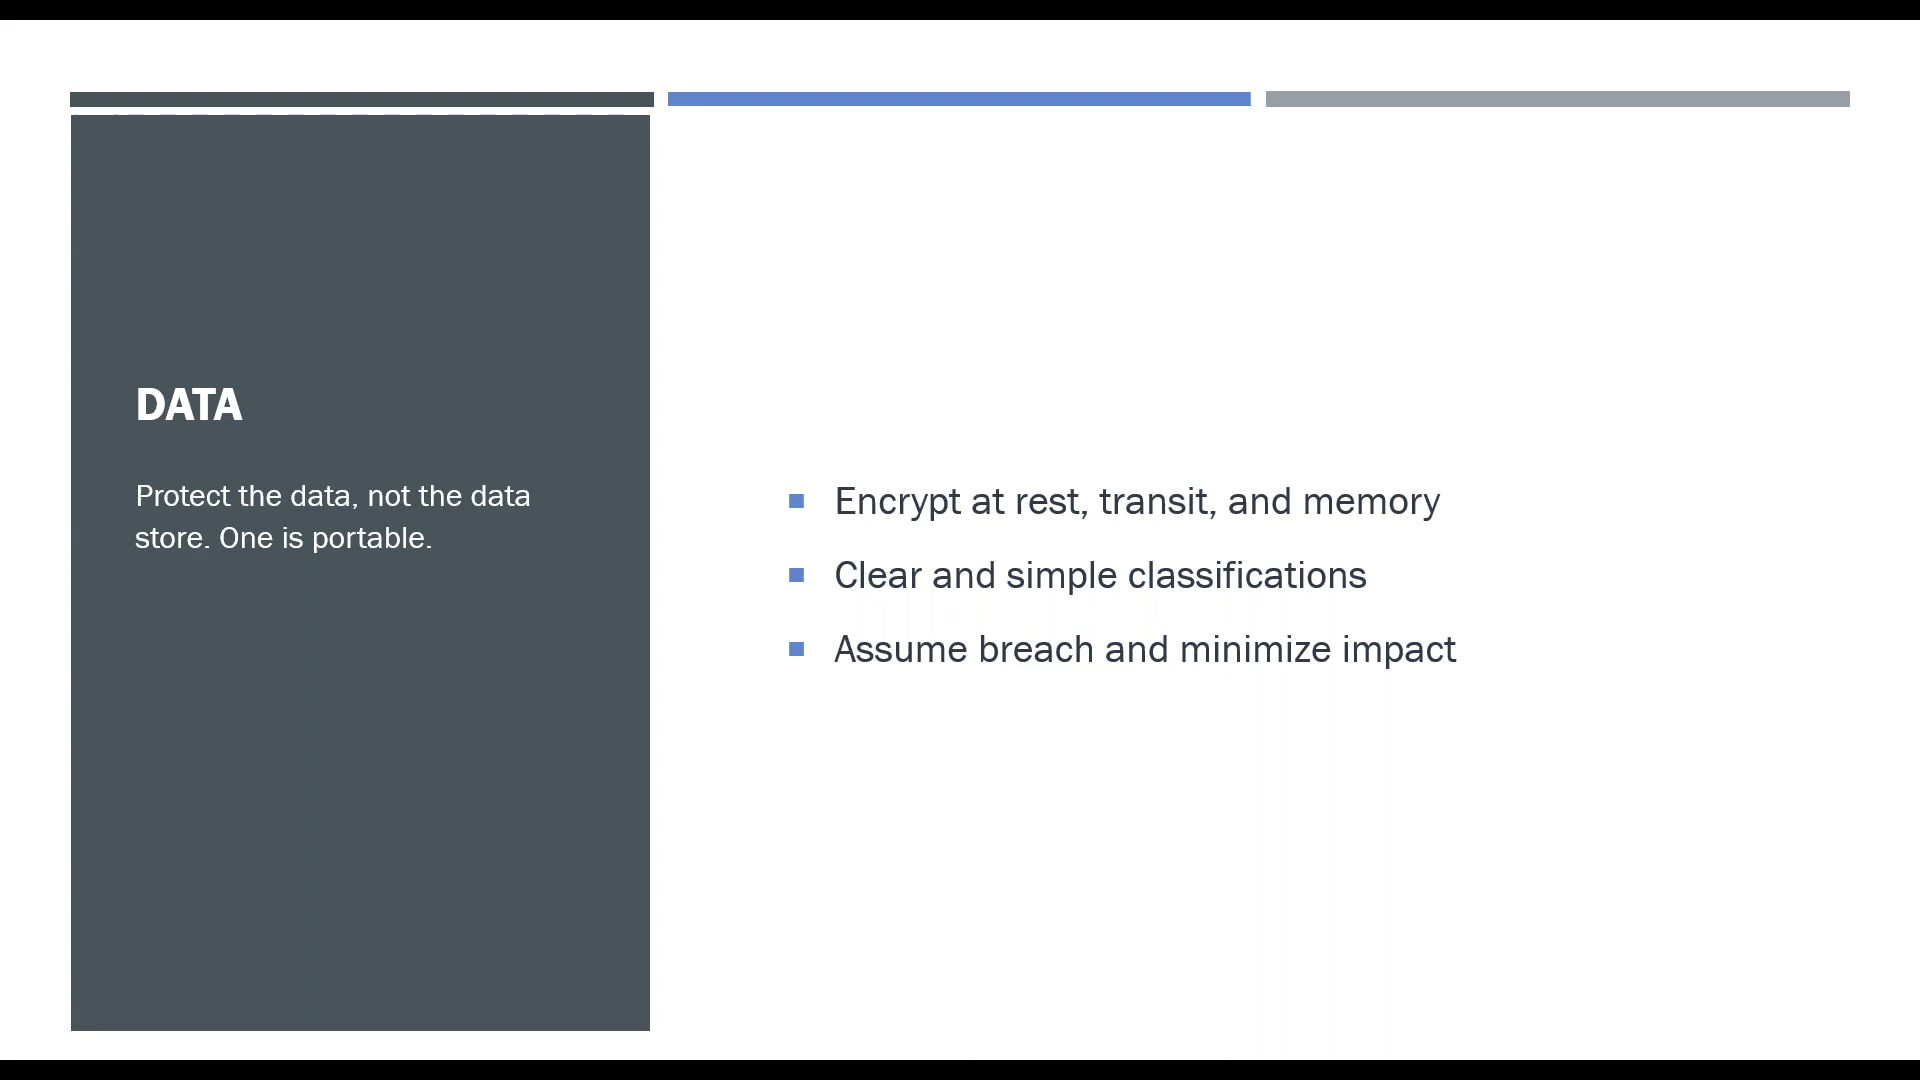 DATA
Protect the data, not the data
store. One is portable.
Encrypt at rest, transit, and memory
Clear and simple classifications
Assume breach and minimize impact